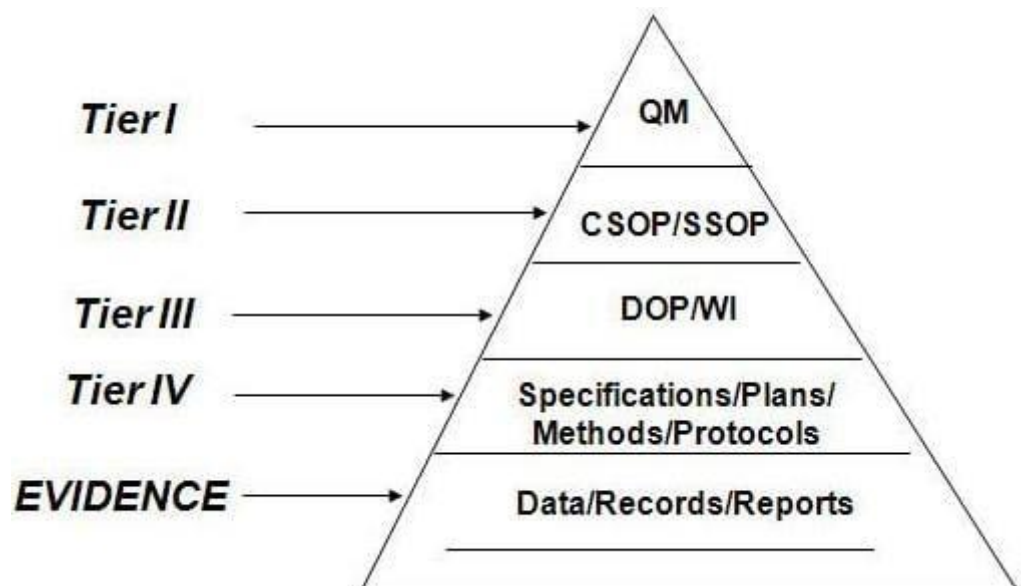 Tier I
QM
Tier II
CSOP/SSOP
Tier III
DOP/WI
Tier IV
Specifications/Plans/
Methods/Protocols
EVIDENCE
Data/Records/Reports